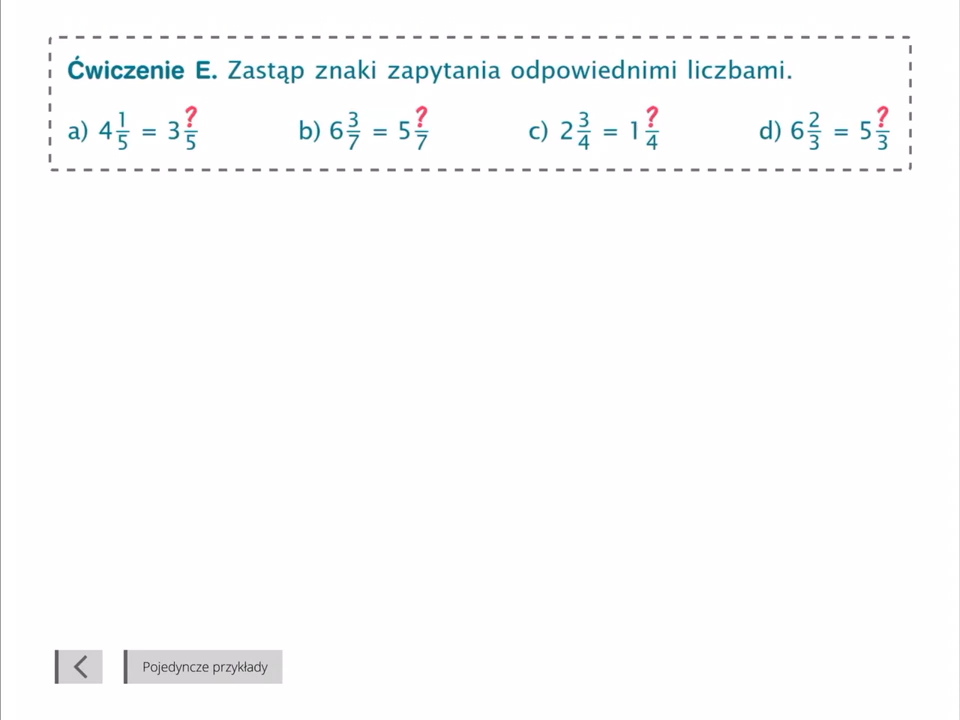 Ćwiczenie E. Zastąp znaki zapytania odpowiednimi liczbami.
a) 4 1/5 = 3 ?/5 b) 6 3/7 = 5 ?/7 c) 2 3/4 = 1 ?/4 d) 6 2/3 = 5 ?/3
Pojedyncze przykłady